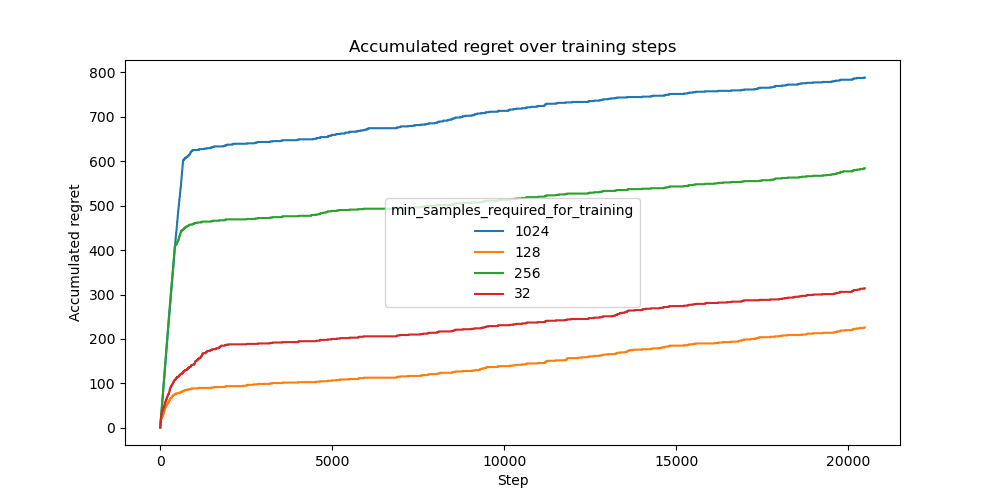 Accumulated regret over training steps
800
700
600
500
400
300
200
100
0
Accumulated regret
min_samples_required_for_training
1024
128
256
32
0 5000 10000 15000 20000
Step